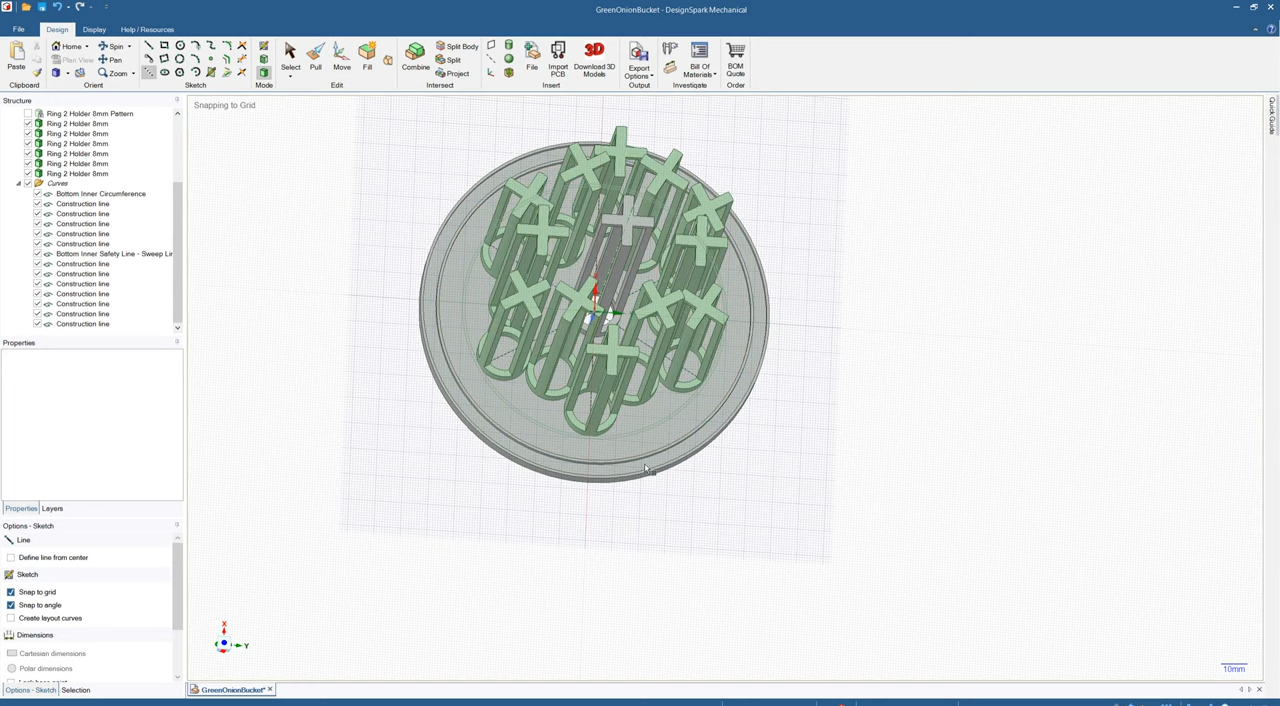 GreenOnionBucket - DesignSpark Mechanical
File
Design
Display
Help / Resources
Paste
Clipboard
Home
Spin
Plan View
Pan
Zoom
Orient
Sketch
Mode
Select
Pull
Move
Fill
Edit
Combine
Split Body
Split
Project
Intersect
File
Import
PCB
3D
Download 3D
Models
Insert
Export
Options
Output
Bill Of
Materials
Investigate
BOM
Quote
Order
Structure
Ring 2 Holder 8mm Pattern
Ring 2 Holder 8mm
Ring 2 Holder 8mm
Ring 2 Holder 8mm
Ring 2 Holder 8mm
Ring 2 Holder 8mm
Ring 2 Holder 8mm
Curves
Bottom Inner Circumference
Construction line
Construction line
Construction line
Construction line
Construction line
Bottom Inner Safety Line - Sweep Lir
Construction line
Construction line
Construction line
Construction line
Construction line
Construction line
Construction line
Properties
Properties
Layers
Options - Sketch
Line
Define line from center
Sketch
Snap to grid
Snap to angle
Create layout curves
Dimensions
Cartesian dimensions
Polar dimensions
Options - Sketch
Selection
Snapping to Grid
Quick Guide
X
Y
10mm
GreenOnionBucket*